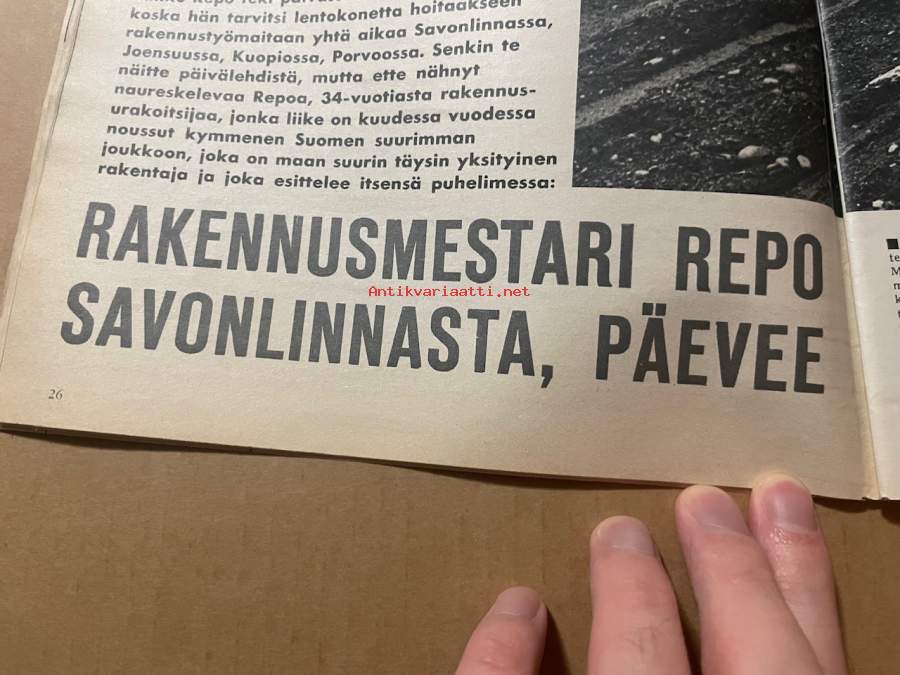 koska hän tarvitsi lentokonetta hoitaakseen
rakennustyömaitaan yhtä aikaa Savonlinnassa,
Joensuussa, Kuopiossa, Porvoossa. Senkin te
näitte päivälehdistä, mutta ette nähnyt
naureskelevaa Repoa, 34-vuotiasta rakennus-
urakoitsijaa, jonka liike on kuudessa vuodessa
noussut kymmenen Suomen suurimman
joukkoon, joka on maan suurin täysin yksityinen
rakentaja ja joka esittelee itsensä puhelimessa:
RAKENNUSMESTARI REPO
SAVONLINNASTA, PÄEVEE
Antikvariaatti.net
26